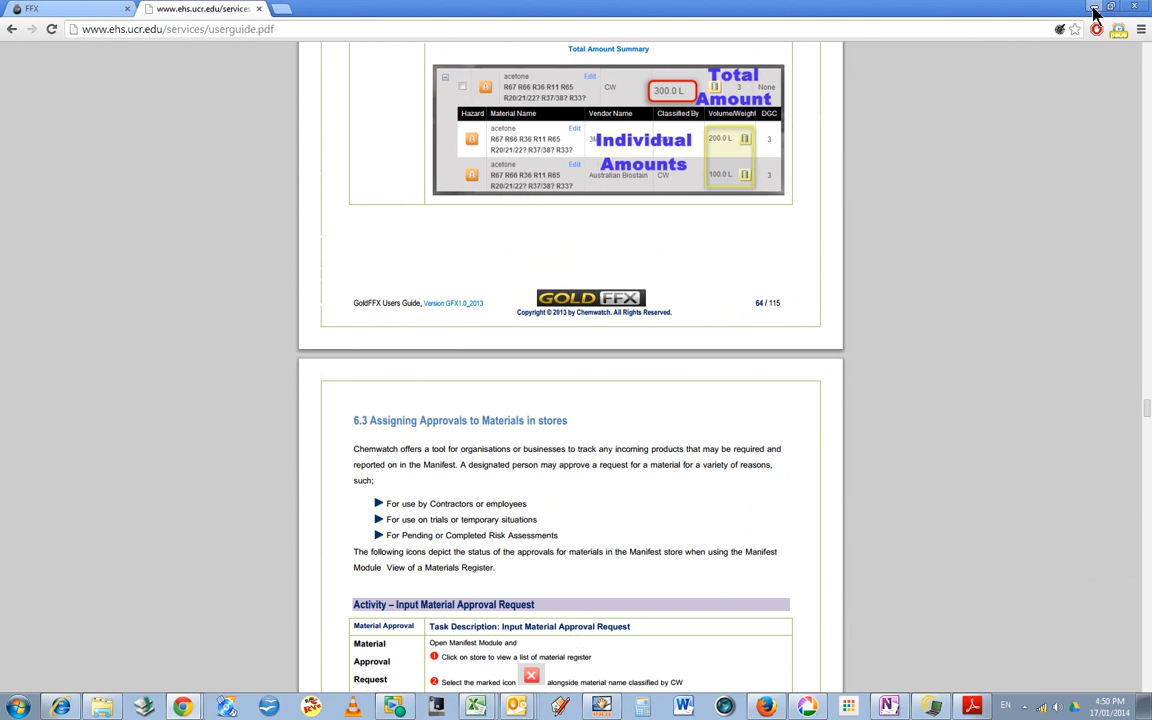 FFX
www.ehs.ucr.edu/services
www.ehs.ucr.edu/services/userguide.pdf
Total Amount Summary
acetone
Edit
R67 R66 R36 R11 R65
R20/21/22? R37/38? R33?
CW
300.0 L
3
None
Total
Amount
Hazard
Material Name
Vendor Name
Classified By
Volume/Weight
DGC
acetone
Edit
R67 R66 R36 R11 R65
R20/21/22? R37/38? R33?
200.0 L
3
Individual
Amounts
acetone
Edit
R67 R66 R36 R11 R65
R20/21/22? R37/38? R33?
Australian Biostain
CW
100.0 L
3
GoldFFX Users Guide, Version GFX1.0_2013
GOLD FFX
64 / 115
Copyright © 2013 by Chemwatch. All Rights Reserved.
6.3 Assigning Approvals to Materials in stores
Chemwatch offers a tool for organisations or businesses to track any incoming products that may be required and
reported on in the Manifest. A designated person may approve a request for a material for a variety of reasons,
such;
For use by Contractors or employees
For use on trials or temporary situations
For Pending or Completed Risk Assessments
The following icons depict the status of the approvals for materials in the Manifest store when using the Manifest
Module View of a Materials Register.
Activity – Input Material Approval Request
Material Approval
Task Description: Input Material Approval Request
Material
Approval
Request
Open Manifest Module and
1 Click on store to view a list of material register
2 Select the marked icon alongside material name classified by CW
EN
4:50 PM
17/01/2014